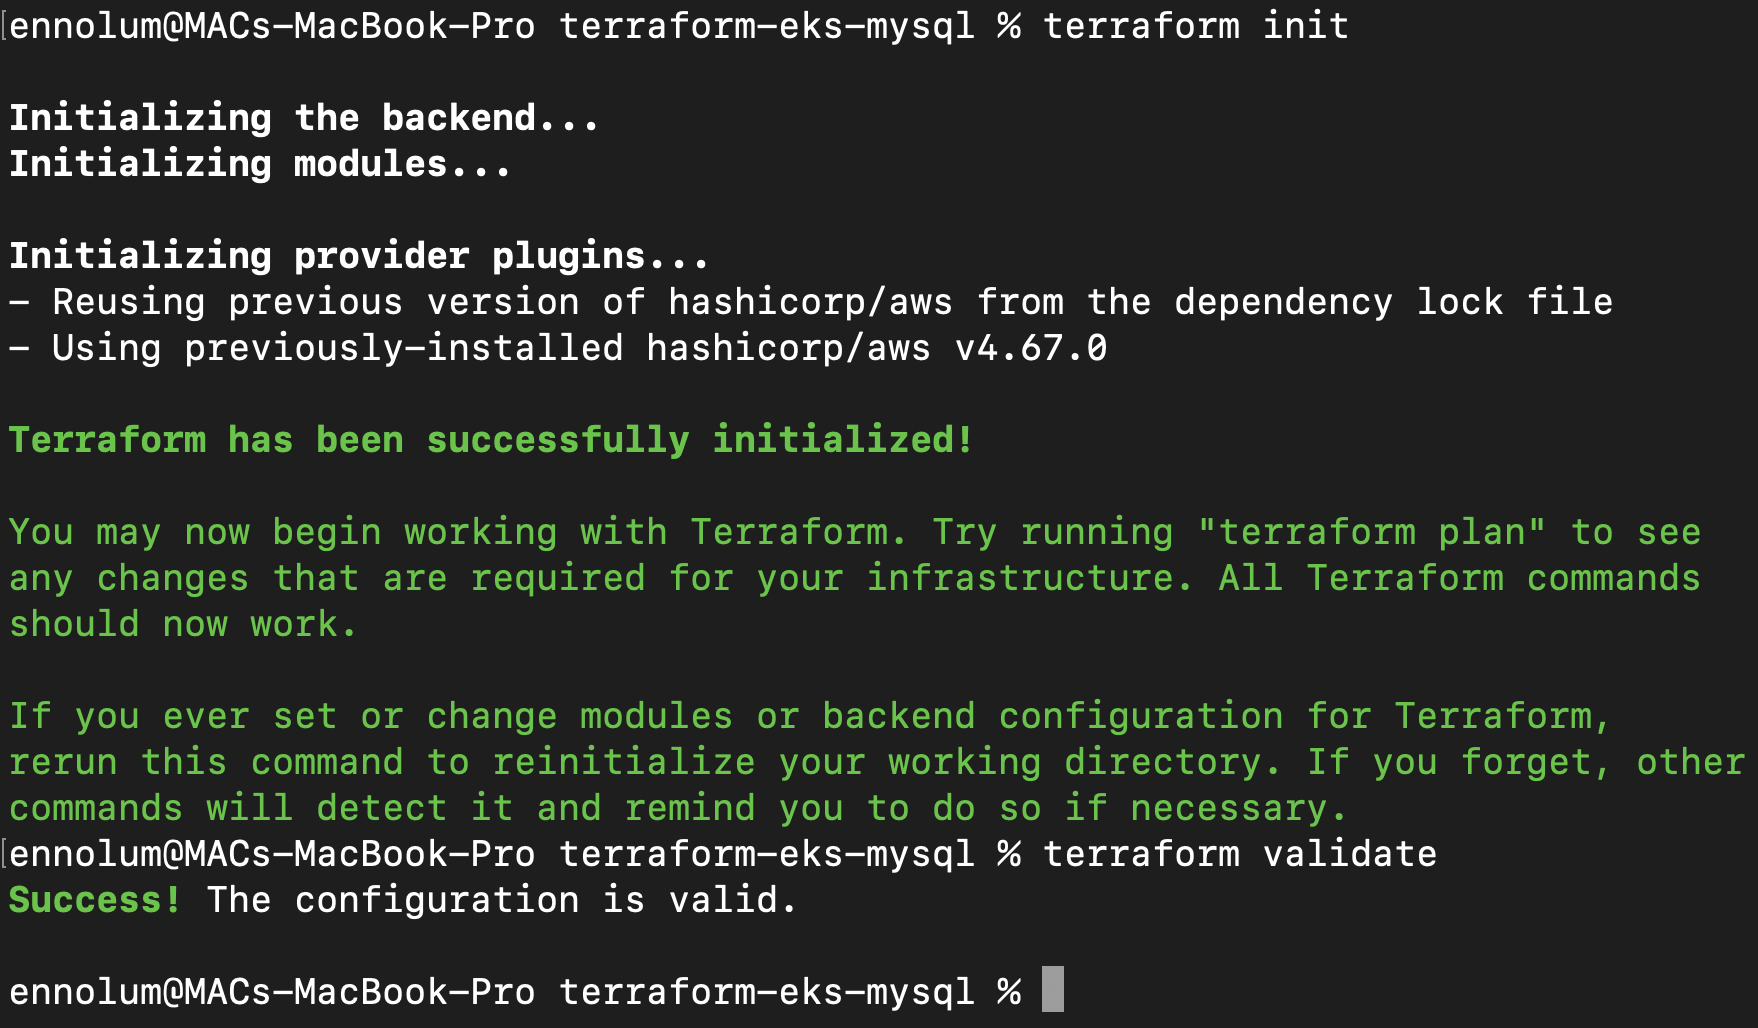 [ennolum@MACs-MacBook-Pro terraform-eks-mysql % terraform init
Initializing the backend...
Initializing modules...
Initializing provider plugins...
- Reusing previous version of hashicorp/aws from the dependency lock file
- Using previously-installed hashicorp/aws v4.67.0
Terraform has been successfully initialized!
You may now begin working with Terraform. Try running "terraform plan" to see
any changes that are required for your infrastructure. All Terraform commands
should now work.
If you ever set or change modules or backend configuration for Terraform,
rerun this command to reinitialize your working directory. If you forget, other
commands will detect it and remind you to do so if necessary.
[ennolum@MACs-MacBook-Pro terraform-eks-mysql % terraform validate
Success! The configuration is valid.
ennolum@MACs-MacBook-Pro terraform-eks-mysql %